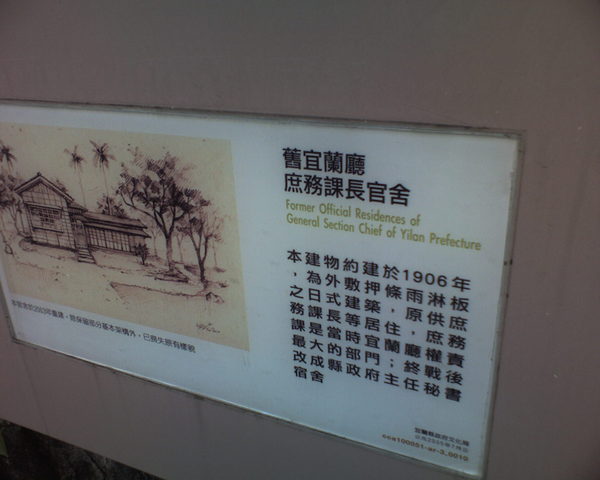 舊宜蘭廳
庶務課長官舍
Former Official Residences of
General Section Chief of Yilan Prefecture
本建物約建於1906年
，為外敷押條雨淋板
之日式建築，原供庶
務課長等居住，庶務
課是當時宜蘭廳權責
最大的部門；終戰後
改成縣政府主任秘書
宿舍